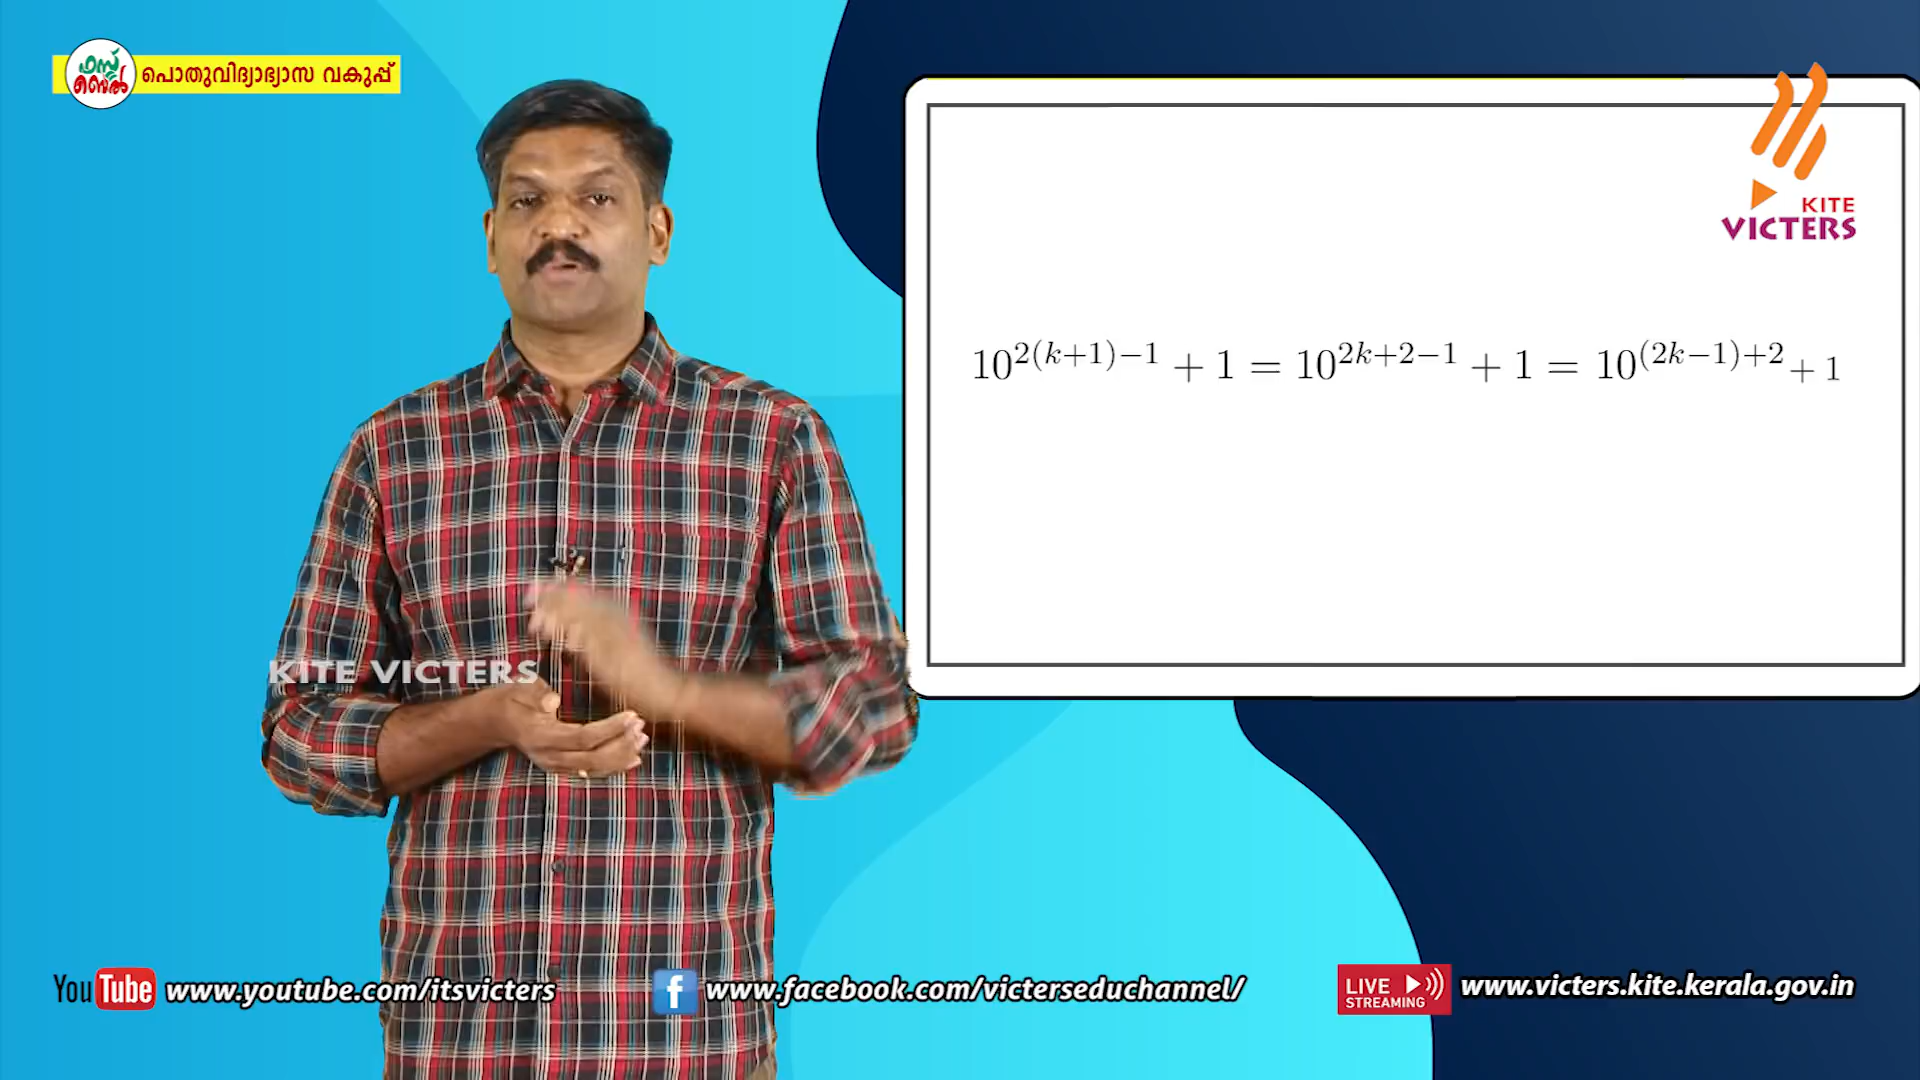 ഫസ്റ്റ്
ബെൽ
പൊതുവിദ്യാഭ്യാസ വകുപ്പ്
KITE
VICTERS
10^{2(k+1)−1} + 1 = 10^{2k+2−1} + 1 = 10^{(2k−1)+2} + 1
KITE VICTERS
YouTube www.youtube.com/itsvicters
f www.facebook.com/victerseduchannel/
LIVE
STREAMING
www.victers.kite.kerala.gov.in